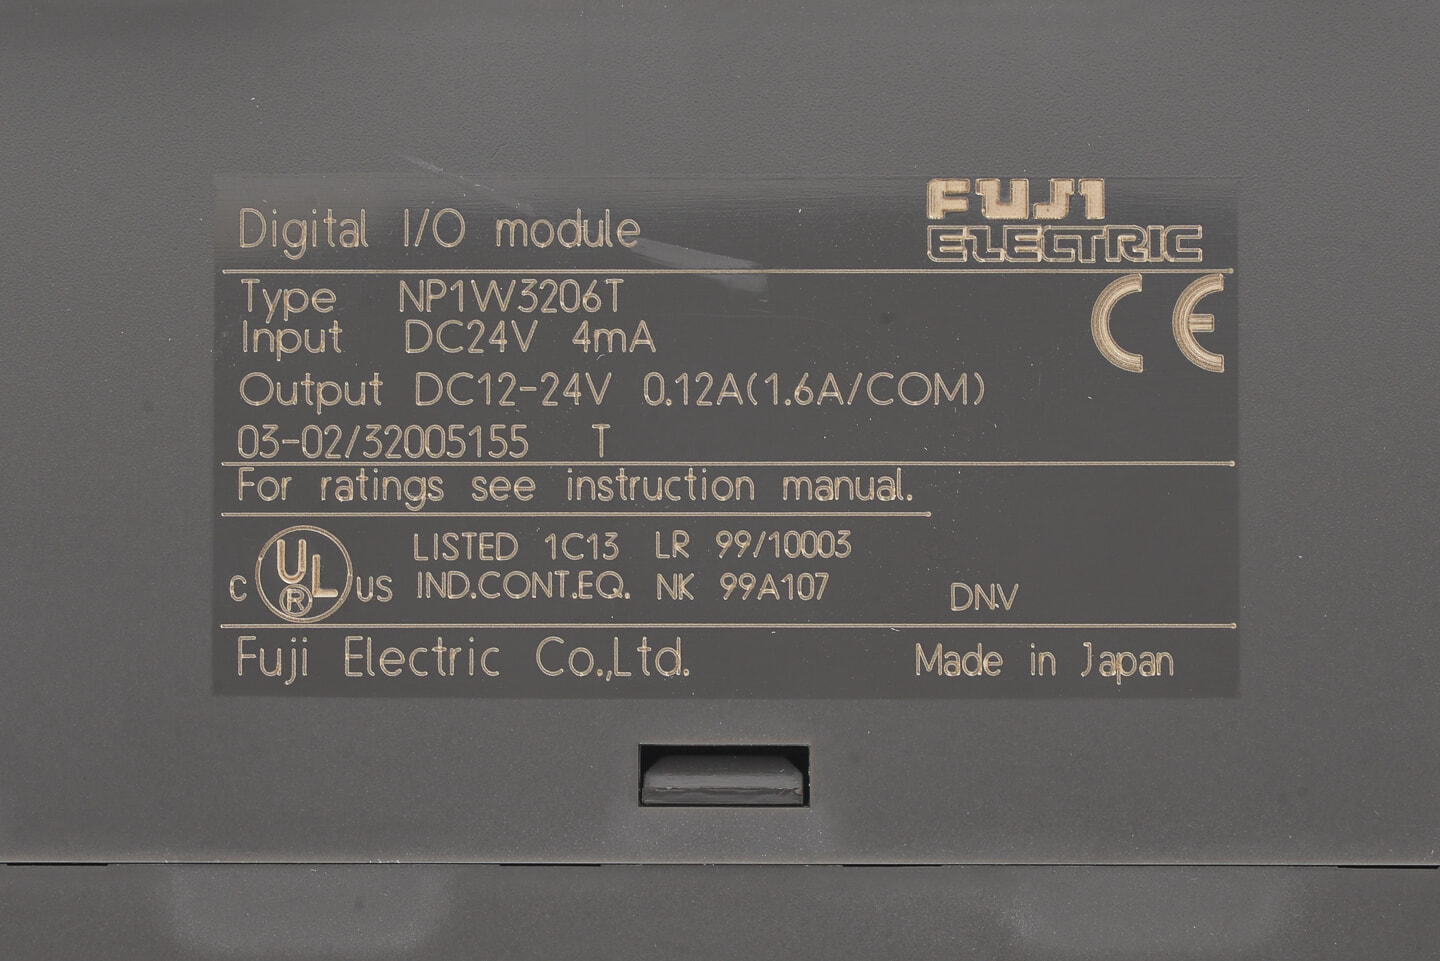 Digital I/O module
FUJI
ELECTRIC
Type NP1W3206T
CE
Input DC24V 4mA
Output DC12-24V 0.12A(1.6A/COM)
03-02/32005155 T
For ratings see instruction manual.
C UL® US
LISTED 1C13 LR 99/10003
IND.CONT.EQ. NK 99A107
DNV
Fuji Electric Co.,Ltd. Made in Japan